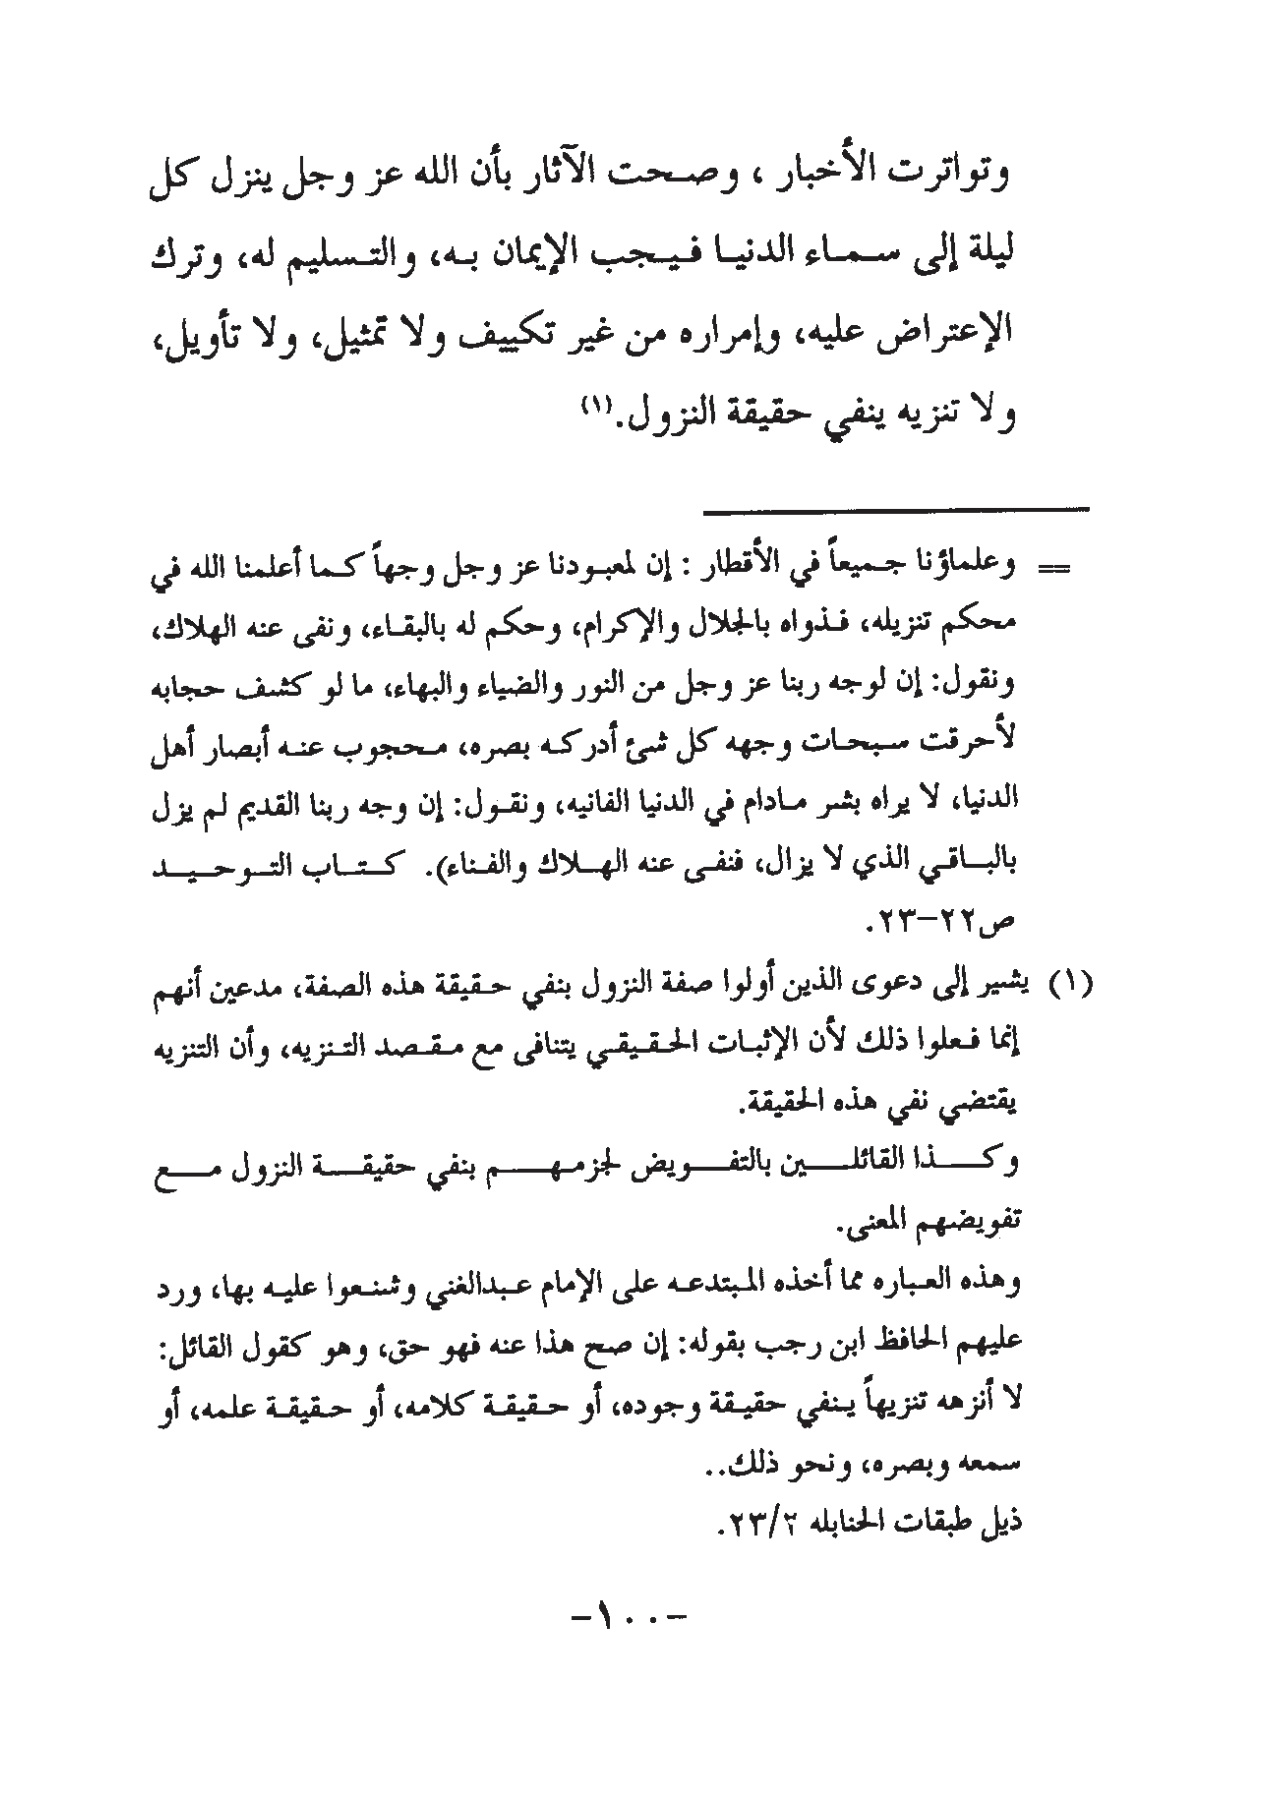 وتواترت الأخبار ، وصحت الآثار بأن الله عز وجل ينزل كل
ليلة إلى سماء الدنيا فيجب الإيمان به، والتسليم له، وترك
الإعتراض عليه، وإمراره من غير تكييف ولا تمثيل، ولا تأويل،
ولا تنزيه ينفي حقيقة النزول.(١)
== وعلماؤنا جميعاً في الأقطار : إن لمعبودنا عز وجل وجهاً كما أعلمنا الله في
محكم تنزيله، فذواه بالجلال والإكرام، وحكم له بالبقاء، ونفى عنه الهلاك،
ونقول: إن لوجه ربنا عز وجل من النور والضياء والبهاء، ما لو كشف حجابه
لأحرقت سبحات وجهه كل شئ أدركه بصره، محجوب عنه أبصار أهل
الدنيا، لا يراه بشر مادام في الدنيا الفانيه، ونقول: إن وجه ربنا القديم لم يزل
بالباقي الذي لا يزال، فنفى عنه الهلاك والفناء). كتاب التوحيد
ص٢٢-٢٣.
(١) يشير إلى دعوى الذين أولوا صفة النزول بنفي حقيقة هذه الصفة، مدعين أنهم
إنما فعلوا ذلك لأن الإثبات الحقيقي يتنافى مع مقصد التنزيه، وأن التنزيه
يقتضي نفي هذه الحقيقة.
وكذا القائلين بالتفويض لجزمهم بنفي حقيقة النزول مع
تفويضهم المعنى.
وهذه العباره مما أخذه المبتدعه على الإمام عبدالغني وشنعوا عليه بها، ورد
عليهم الحافظ ابن رجب بقوله: إن صح هذا عنه فهو حق، وهو كقول القائل:
لا أنزهه تنزيهاً ينفي حقيقة وجوده، أو حقيقة كلامه، أو حقيقة علمه، أو
سمعه وبصره، ونحو ذلك..
ذيل طبقات الحنابله ٢٣/٢.
-١٠٠-